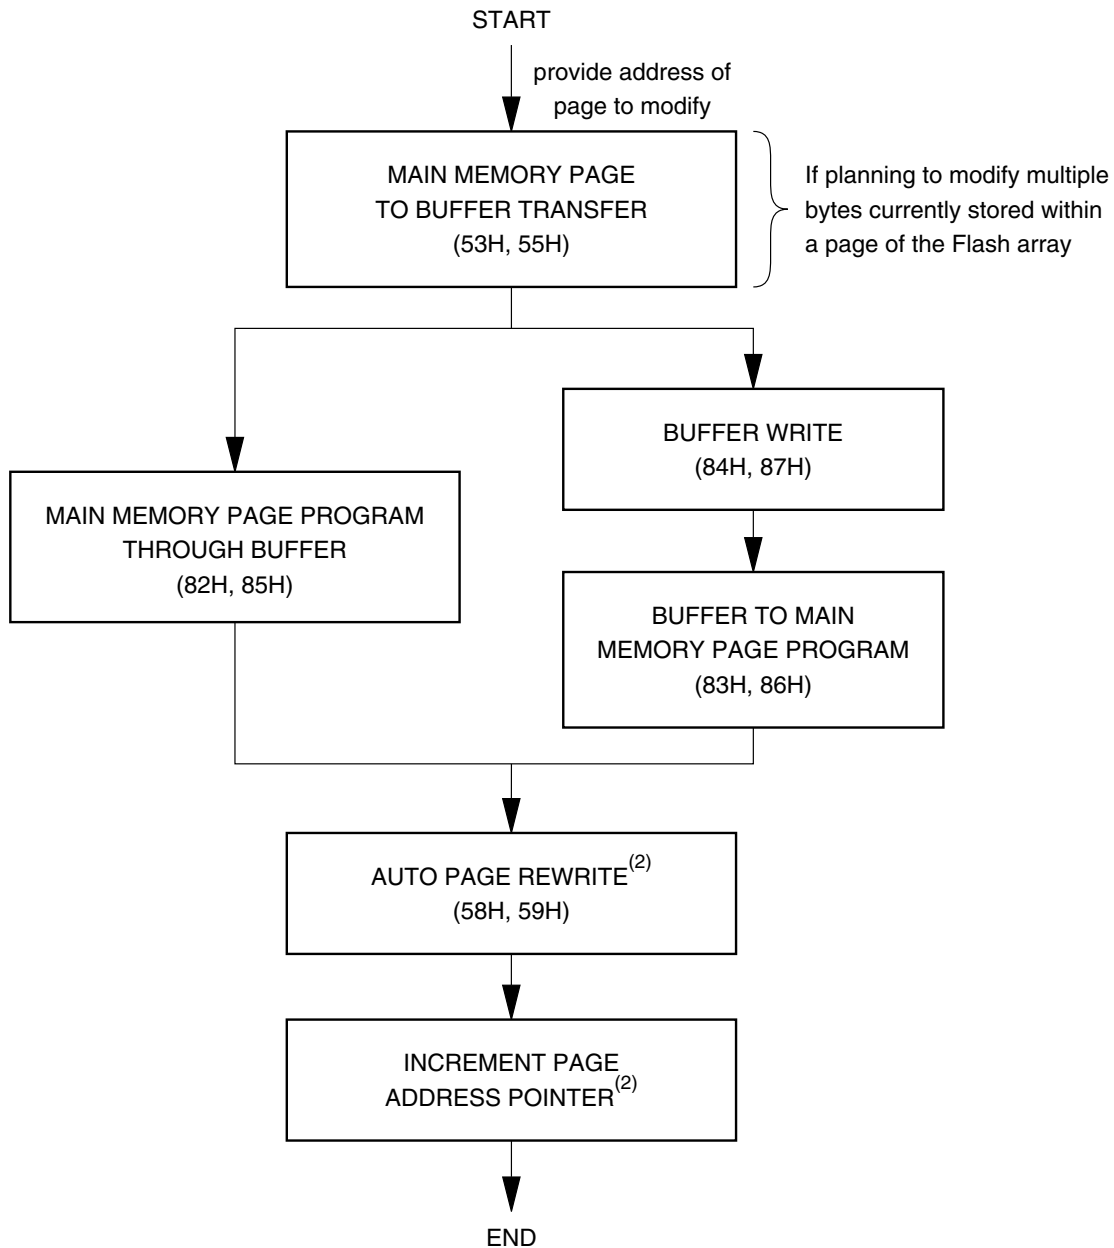 START
provide address of
page to modify
MAIN MEMORY PAGE
TO BUFFER TRANSFER
(53H, 55H)
If planning to modify multiple
bytes currently stored within
a page of the Flash array
BUFFER WRITE
(84H, 87H)
MAIN MEMORY PAGE PROGRAM
THROUGH BUFFER
(82H, 85H)
BUFFER TO MAIN
MEMORY PAGE PROGRAM
(83H, 86H)
AUTO PAGE REWRITE(2)
(58H, 59H)
INCREMENT PAGE
ADDRESS POINTER(2)
END